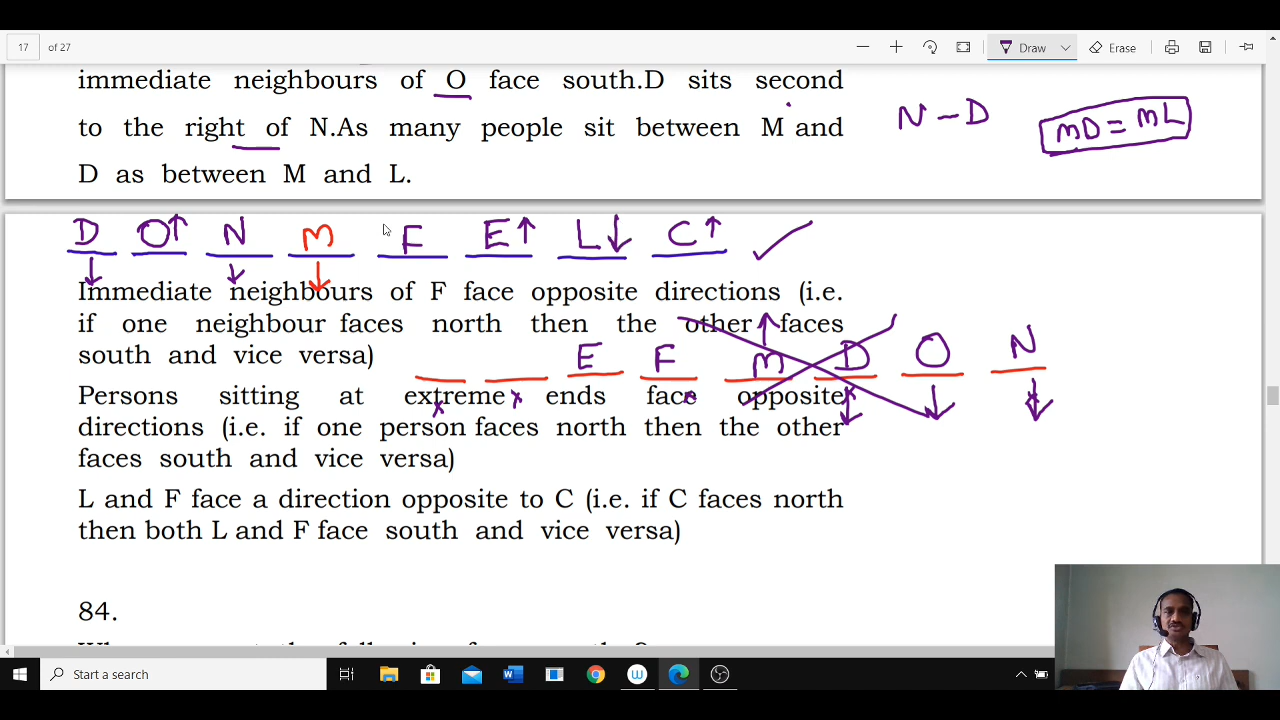 17 of 27
Draw
Erase
immediate neighbours of O face south.D sits second
to the right of N.As many people sit between M and
D as between M and L.
N - D
MD = ML
D O↑ N M F E↑ L↓ C↑ ✓
Immediate neighbours of F face opposite directions (i.e.
if one neighbour faces north then the other faces
south and vice versa)
E F M D O N
Persons sitting at extreme ends face opposite
directions (i.e. if one person faces north then the other
faces south and vice versa)
L and F face a direction opposite to C (i.e. if C faces north
then both L and F face south and vice versa)
84.
Start a search